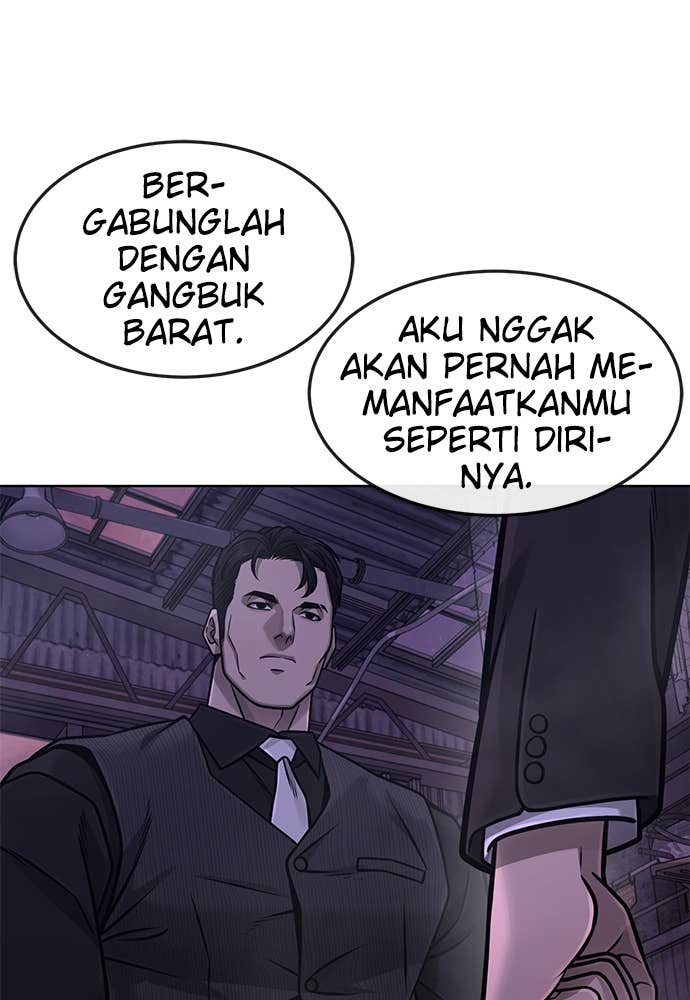 BER-
GABUNGLAH
DENGAN
GANGBUK
BARAT.
AKU NGGAK
AKAN PERNAH ME-
MANFAATKANMU
SEPERTI DIRI-
NYA.